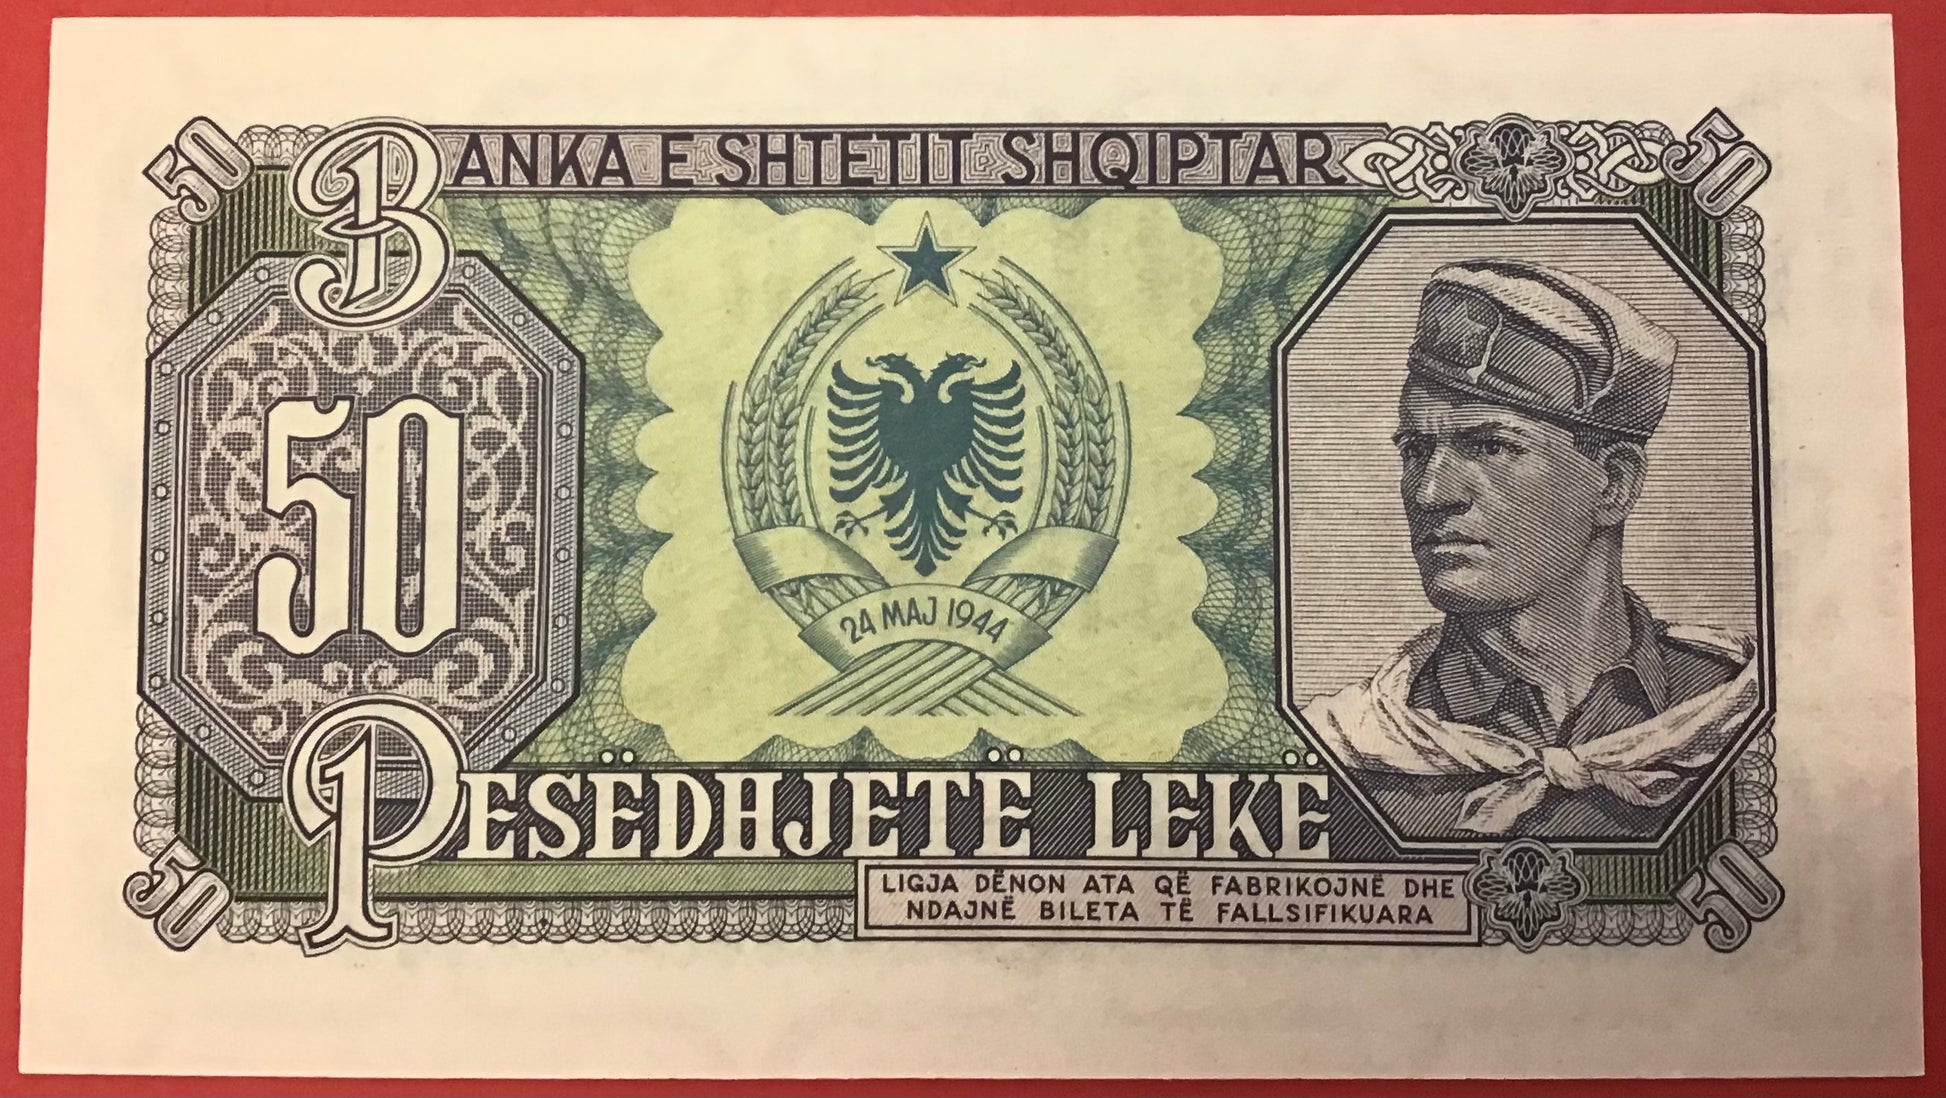 50
50
BANKA E SHTETIT SHQIPTAR
50
24 MAJ 1944
PESËDHJETË LEKË
50
50
LIGJA DËNON ATA QË FABRIKOJNË DHE
NDAJNË BILETA TË FALLSIFIKUARA